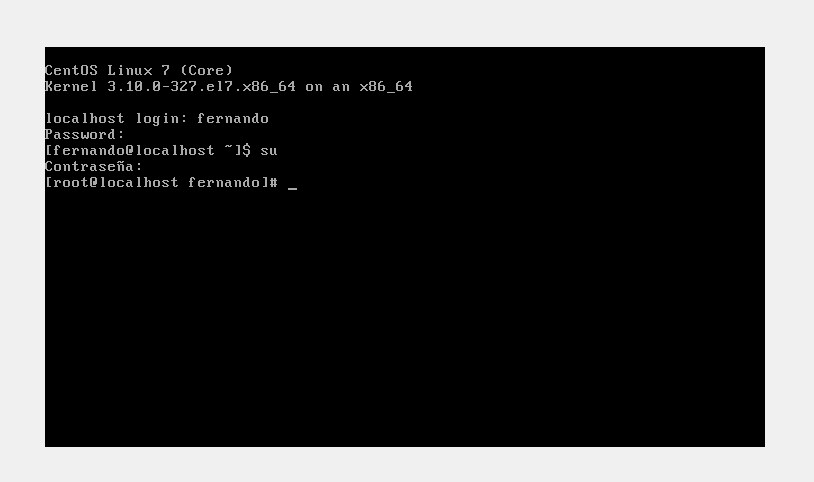 CentOS Linux 7 (Core)
Kernel 3.10.0-327.el7.x86_64 on an x86_64
localhost login: fernando
Password:
[fernando@localhost ~]$ su
Contraseña:
[root@localhost fernando]# _